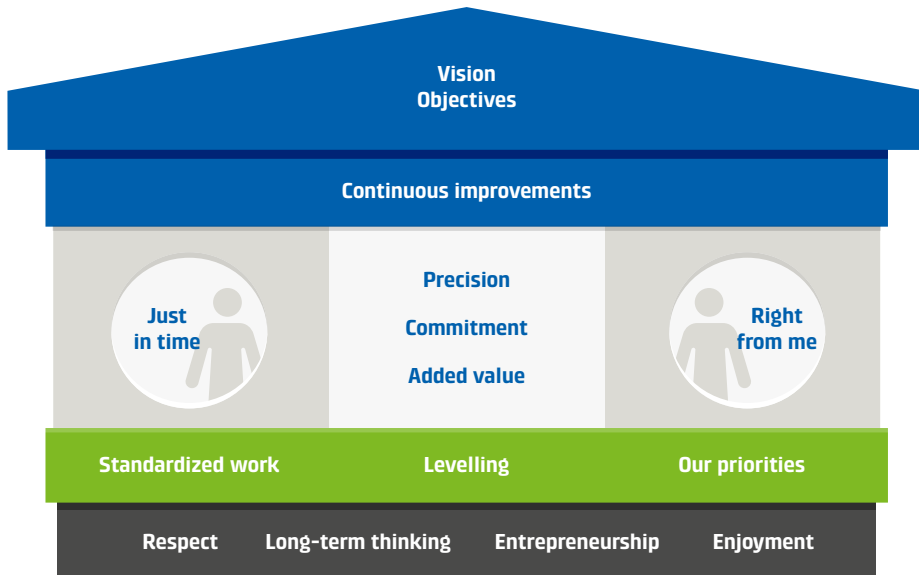 Vision
Objectives
Continuous improvements
Just
in time
Precision
Commitment
Added value
Right
from me
Standardized work Levelling Our priorities
Respect Long-term thinking Entrepreneurship Enjoyment